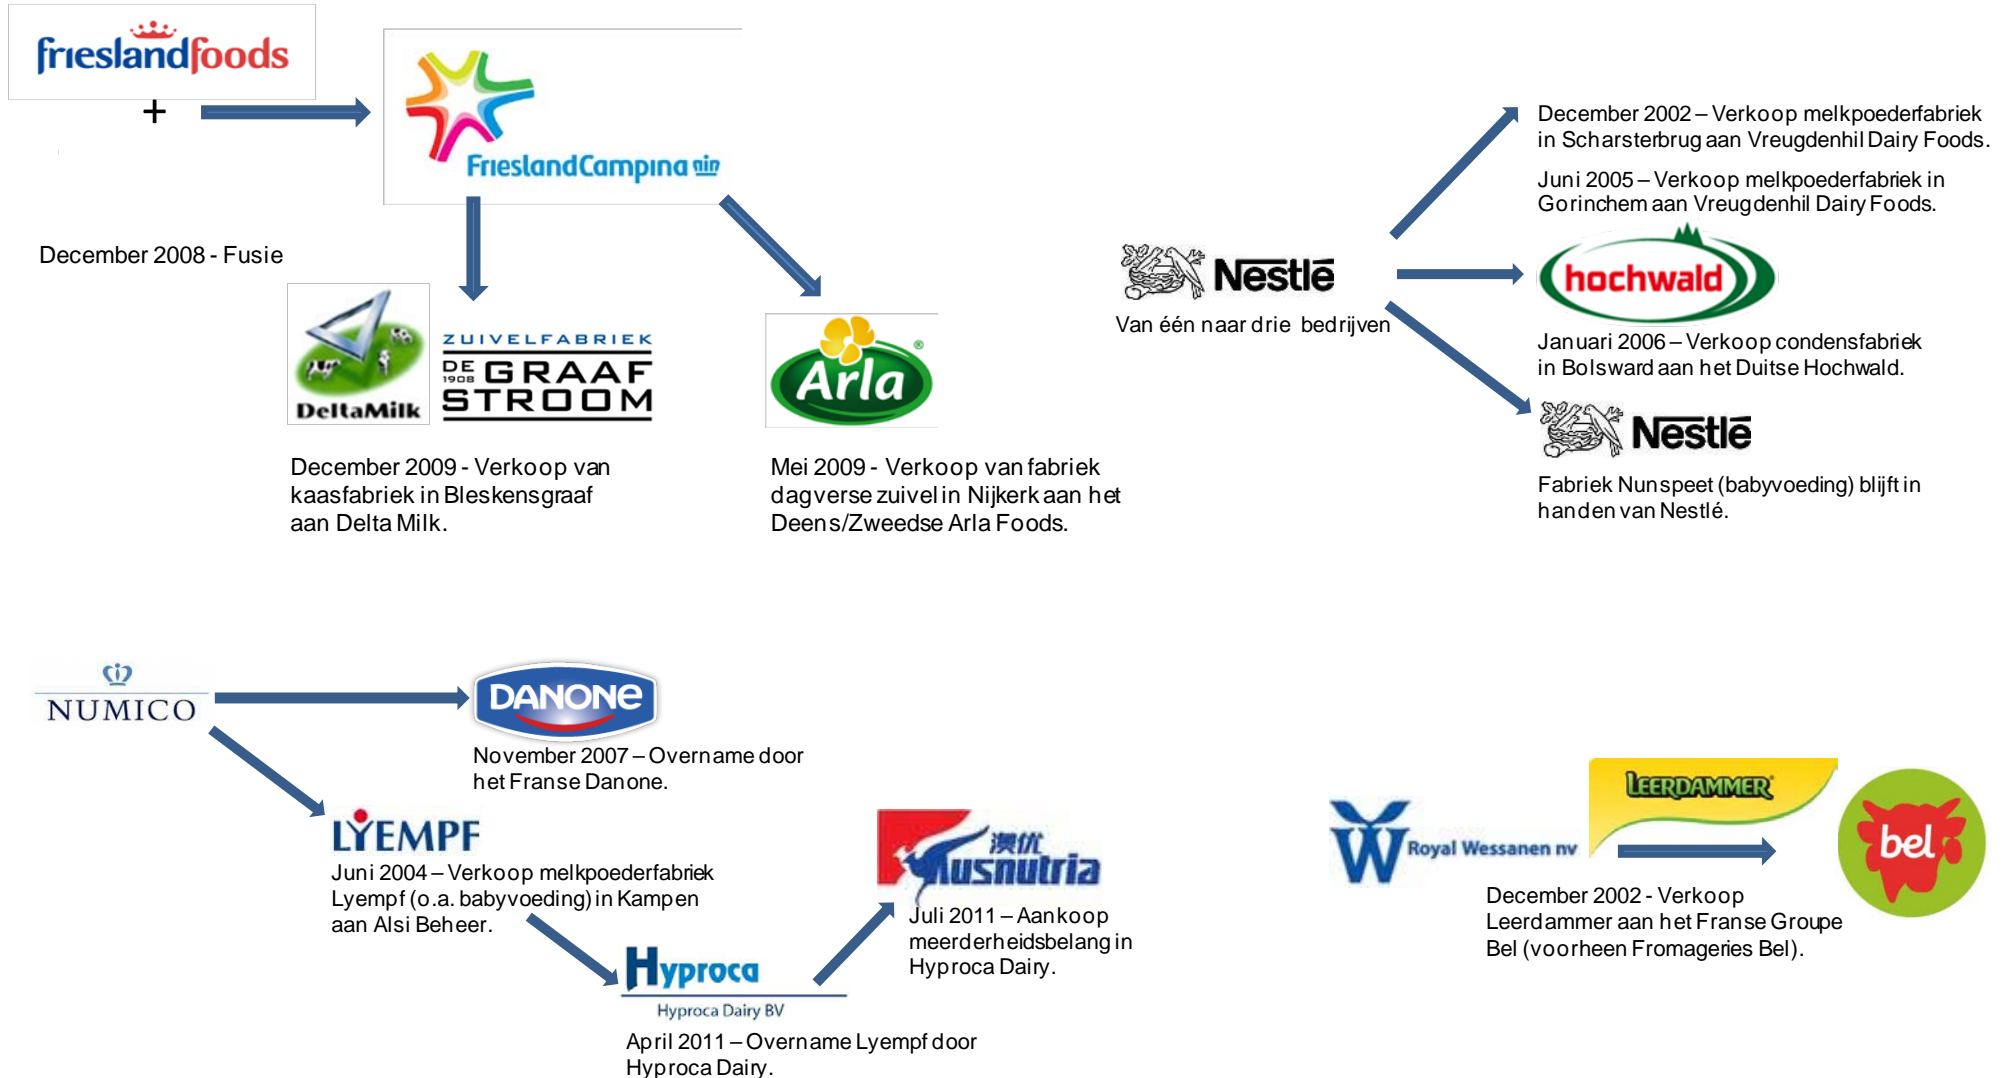 frieslandfoods
+
FrieslandCampina
December 2008 - Fusie
DeltaMilk
ZUIVELFABRIEK
DE
1908
GRAAF
STROOM
December 2009 - Verkoop van
kaasfabriek in Bleskensgraaf
aan Delta Milk.
Arla
®
Mei 2009 - Verkoop van fabriek
dagverse zuivel in Nijkerk aan het
Deens/Zweedse Arla Foods.
Nestlé
Van één naar drie bedrijven
December 2002 – Verkoop melkpoederfabriek
in Scharsterbrug aan Vreugdenhil Dairy Foods.
Juni 2005 – Verkoop melkpoederfabriek in
Gorinchem aan Vreugdenhil Dairy Foods.
hochwald
Januari 2006 – Verkoop condensfabriek
in Bolsward aan het Duitse Hochwald.
Nestlé
Fabriek Nunspeet (babyvoeding) blijft in
handen van Nestlé.
NUMICO
DANONE
November 2007 – Overname door
het Franse Danone.
LYEMPF
Juni 2004 – Verkoop melkpoederfabriek
Lyempf (o.a. babyvoeding) in Kampen
aan Alsi Beheer.
Hyproca
Hyproca Dairy BV
April 2011 – Overname Lyempf door
Hyproca Dairy.
澳优
Ausnutria
Juli 2011 – Aankoop
meerderheidsbelang in
Hyproca Dairy.
W
Royal Wessanen nv
LEERDAMMER
bel
December 2002 - Verkoop
Leerdammer aan het Franse Groupe
Bel (voorheen Fromageries Bel).